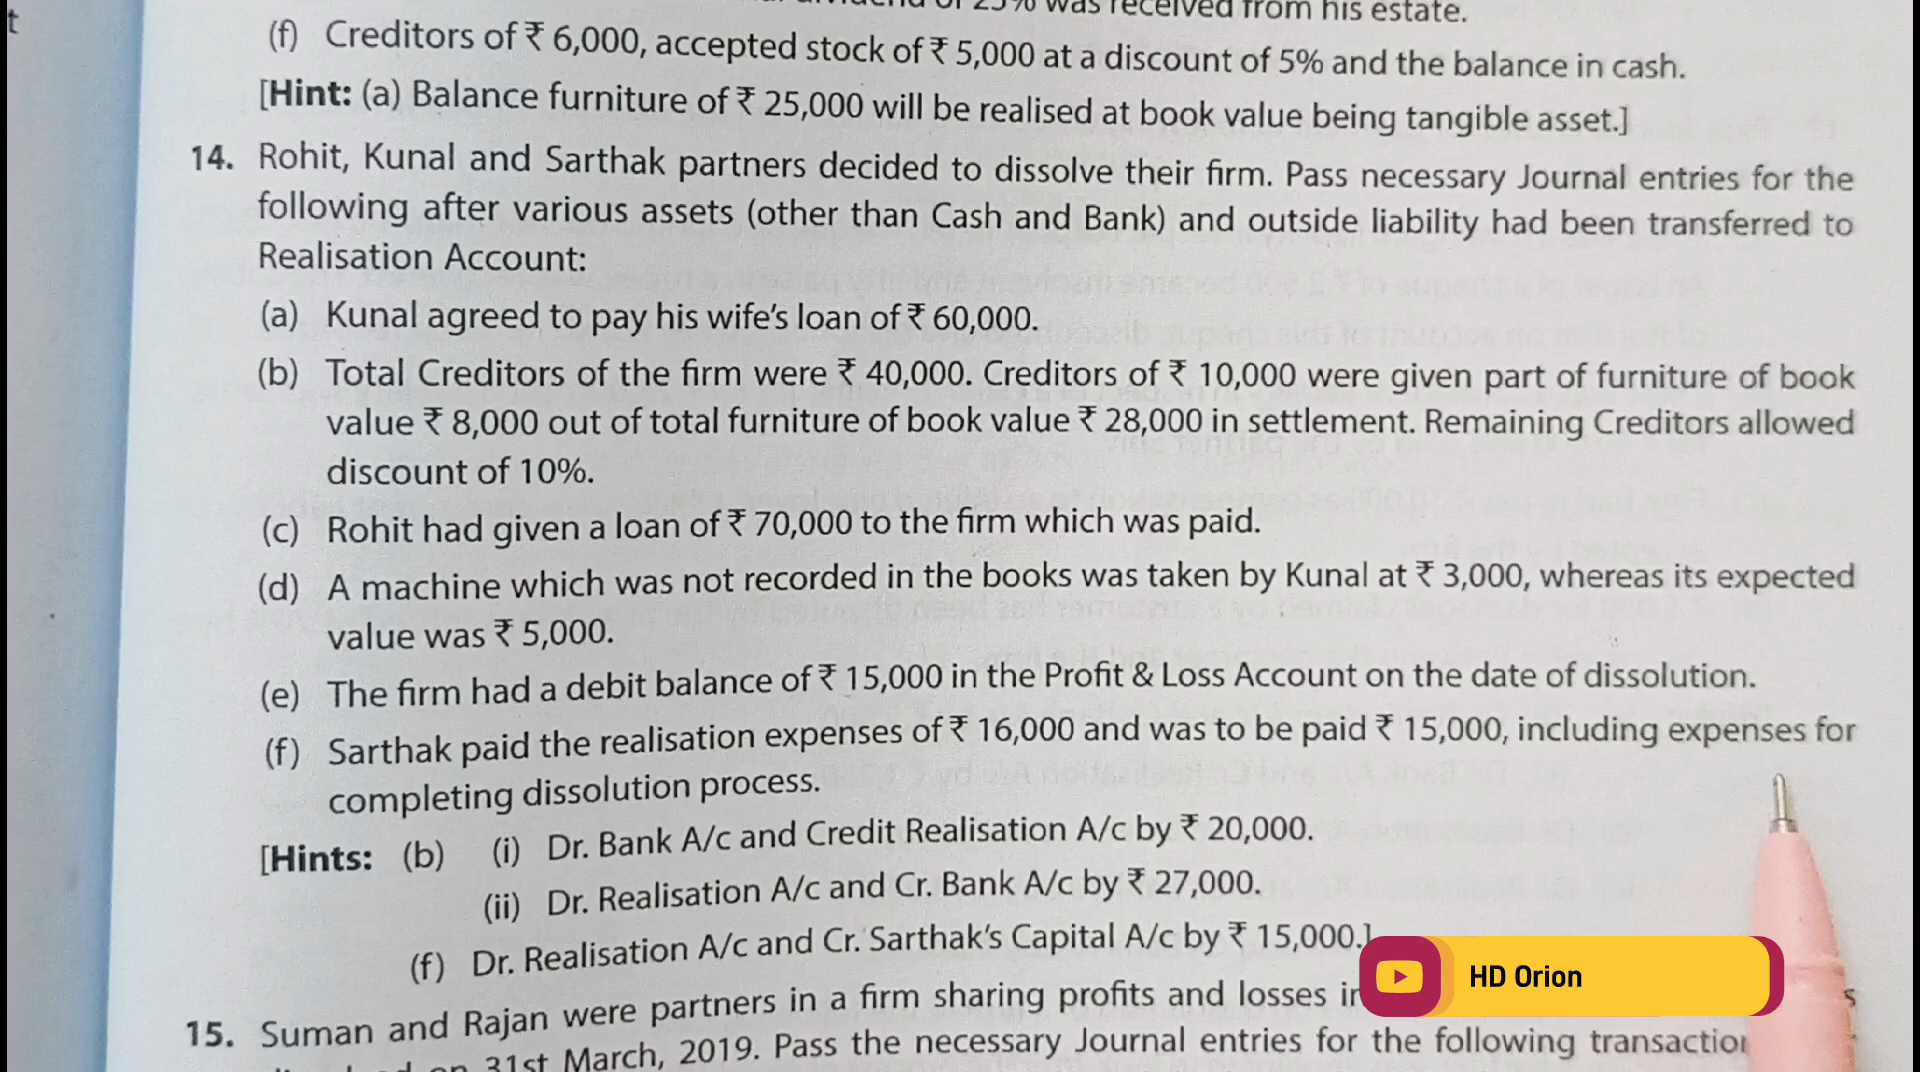 t
was received from his estate.
(f) Creditors of ₹ 6,000, accepted stock of ₹ 5,000 at a discount of 5% and the balance in cash.
[Hint: (a) Balance furniture of ₹ 25,000 will be realised at book value being tangible asset.]
14. Rohit, Kunal and Sarthak partners decided to dissolve their firm. Pass necessary Journal entries for the
following after various assets (other than Cash and Bank) and outside liability had been transferred to
Realisation Account:
(a) Kunal agreed to pay his wife's loan of ₹ 60,000.
(b) Total Creditors of the firm were ₹ 40,000. Creditors of ₹ 10,000 were given part of furniture of book
value ₹ 8,000 out of total furniture of book value ₹ 28,000 in settlement. Remaining Creditors allowed
discount of 10%.
(c) Rohit had given a loan of ₹ 70,000 to the firm which was paid.
(d) A machine which was not recorded in the books was taken by Kunal at ₹ 3,000, whereas its expected
value was ₹ 5,000.
(e) The firm had a debit balance of ₹ 15,000 in the Profit & Loss Account on the date of dissolution.
(f) Sarthak paid the realisation expenses of ₹ 16,000 and was to be paid ₹ 15,000, including expenses for
completing dissolution process.
[Hints: (b) (i) Dr. Bank A/c and Credit Realisation A/c by ₹ 20,000.
(ii) Dr. Realisation A/c and Cr. Bank A/c by ₹ 27,000.
(f) Dr. Realisation A/c and Cr. Sarthak's Capital A/c by ₹ 15,000.]
HD Orion
15. Suman and Rajan were partners in a firm sharing profits and losses
31st March, 2019. Pass the necessary Journal entries for the following